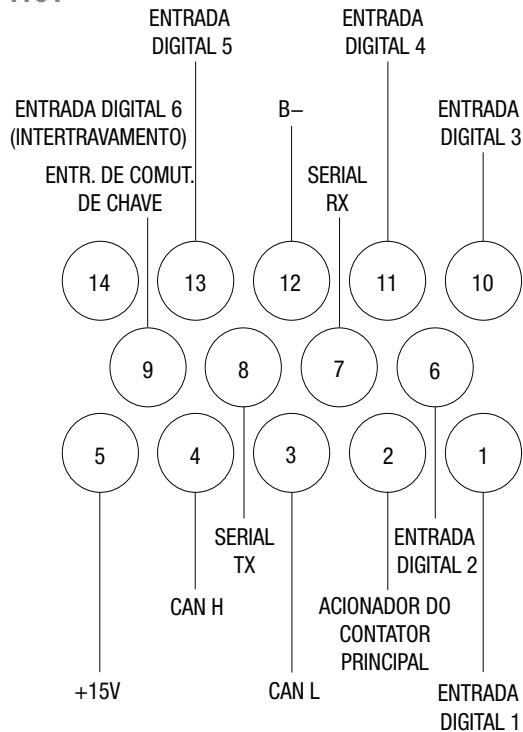 ENTRADA
DIGITAL 5
ENTRADA
DIGITAL 4
ENTRADA DIGITAL 6
(INTERTRAVAMENTO)
B–
ENTRADA
DIGITAL 3
ENTR. DE COMUT.
DE CHAVE
SERIAL
RX
14
13
12
11
10
9
8
7
6
5
4
3
2
1
SERIAL
TX
ENTRADA
DIGITAL 2
CAN H
ACIONADOR DO
CONTATOR
PRINCIPAL
+15V
CAN L
ENTRADA
DIGITAL 1